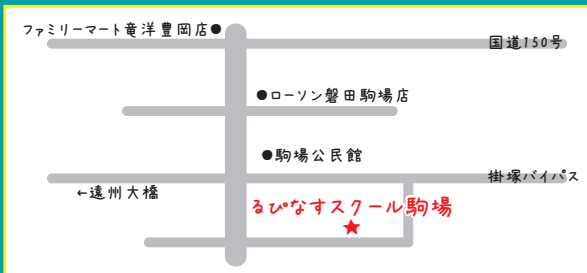 ファミリーマート竜洋豊岡店●
国道150号
●ローソン磐田駒場店
●駒場公民館
掛塚バイパス
←遠州大橋
るぴなすスクール駒場
★